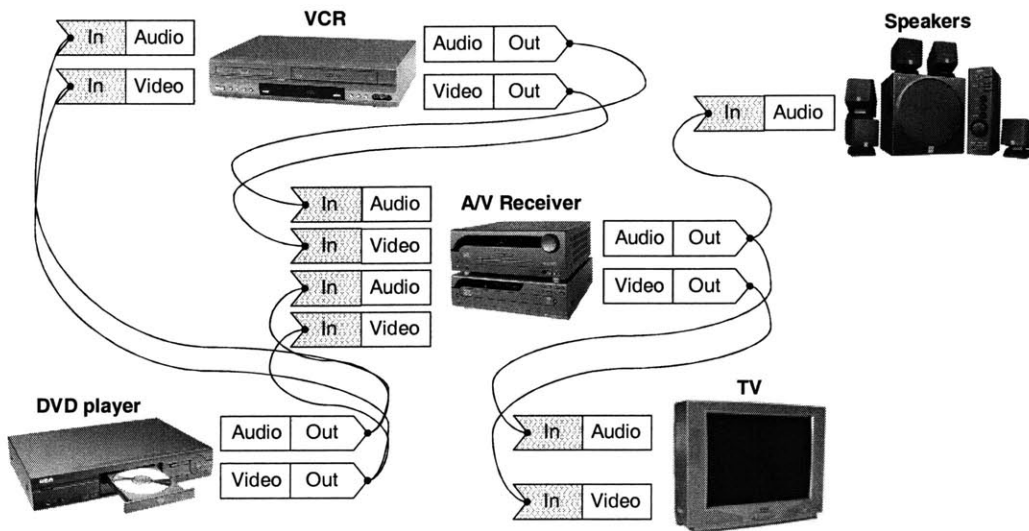 VCR
Speakers
In Audio
In Video
Audio Out
Video Out
In Audio
A/V Receiver
In Audio
In Video
In Audio
In Video
Audio Out
Video Out
DVD player
TV
Audio Out
Video Out
In Audio
In Video